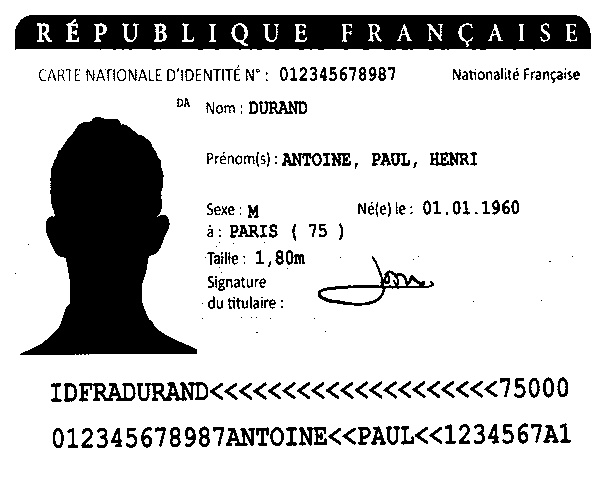 RÉPUBLIQUE FRANÇAISE
CARTE NATIONALE D'IDENTITÉ N° : 012345678987 Nationalité Française
DA Nom : DURAND
Prénom(s) : ANTOINE, PAUL, HENRI
Sexe : M Né(e) le : 01.01.1960
à : PARIS ( 75 )
Taille : 1,80m
Signature
du titulaire :
IDFRADURAND<<<<<<<<<<<<<<<<<<<<75000
012345678987ANTOINE<<PAUL<<1234567A1